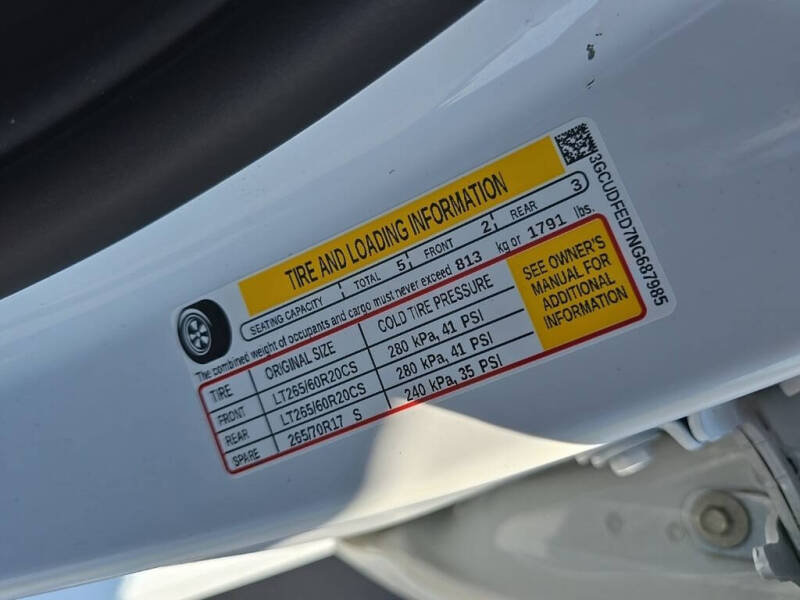 TIRE AND LOADING INFORMATION
SEATING CAPACITY TOTAL 5 FRONT 2 REAR 3
The combined weight of occupants and cargo must never exceed 813 kg or 1791 lbs.
TIRE ORIGINAL SIZE COLD TIRE PRESSURE
FRONT LT265/60R20CS 280 kPa, 41 PSI
REAR LT265/60R20CS 280 kPa, 41 PSI
SPARE 265/70R17 S 240 kPa, 35 PSI
SEE OWNER'S
MANUAL FOR
ADDITIONAL
INFORMATION
3GCUDFED7NG687985